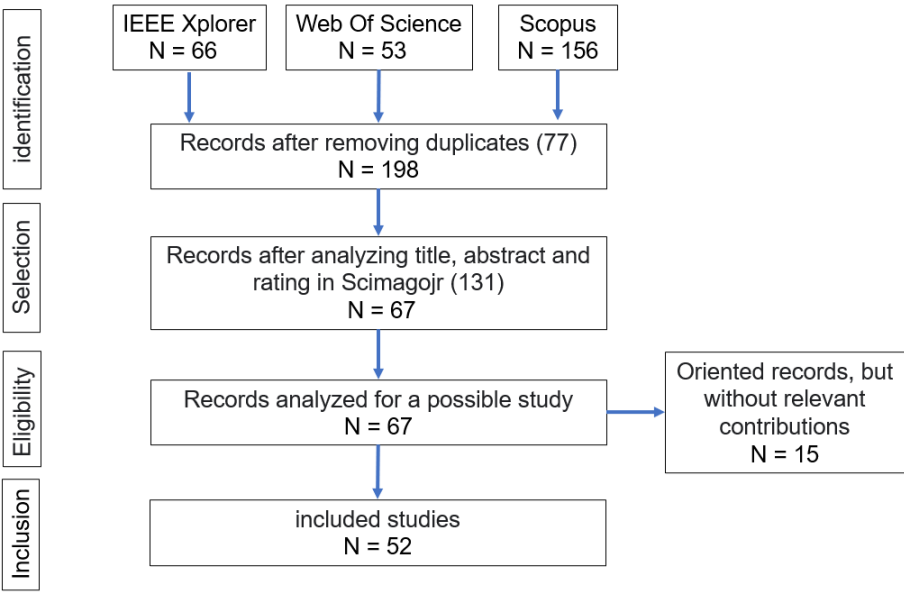 identification
IEEE Xplorer
N = 66
Web Of Science
N = 53
Scopus
N = 156
Records after removing duplicates (77)
N = 198
Selection
Records after analyzing title, abstract and
rating in Scimagojr (131)
N = 67
Eligibility
Records analyzed for a possible study
N = 67
Oriented records, but
without relevant
contributions
N = 15
Inclusion
included studies
N = 52